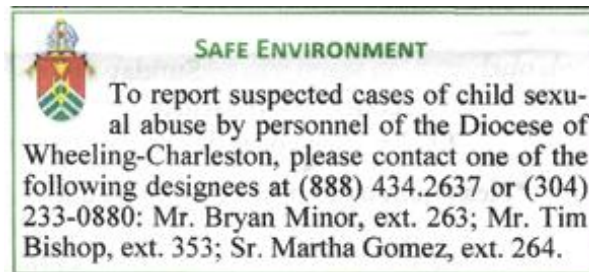 SAFE ENVIRONMENT
To report suspected cases of child sexu-
al abuse by personnel of the Diocese of
Wheeling-Charleston, please contact one of the
following designees at (888) 434.2637 or (304)
233-0880: Mr. Bryan Minor, ext. 263; Mr. Tim
Bishop, ext. 353; Sr. Martha Gomez, ext. 264.